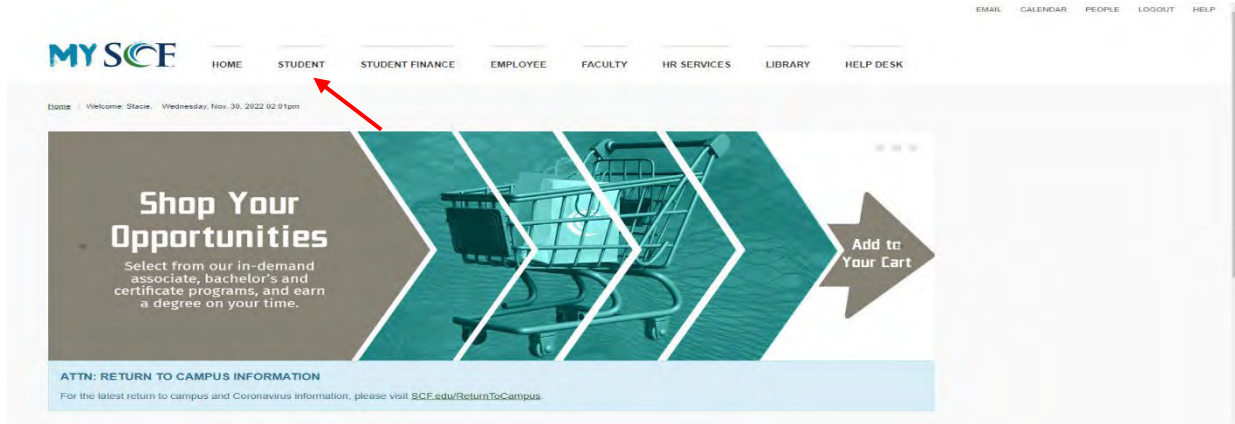 EMAIL CALENDAR PEOPLE LOGOUT HELP
MY SCF HOME STUDENT STUDENT FINANCE EMPLOYEE FACULTY HR SERVICES LIBRARY HELP DESK
Home Welcome: Stacie. Wednesday, Nov. 30, 2022 02:01pm
Shop Your
Opportunities
Select from our in-demand
associate, bachelor's and
certificate programs, and earn
a degree on your time.
Add to
Your Cart
ATTN: RETURN TO CAMPUS INFORMATION
For the latest return to campus and Coronavirus information, please visit SCF.edu/ReturnToCampus.